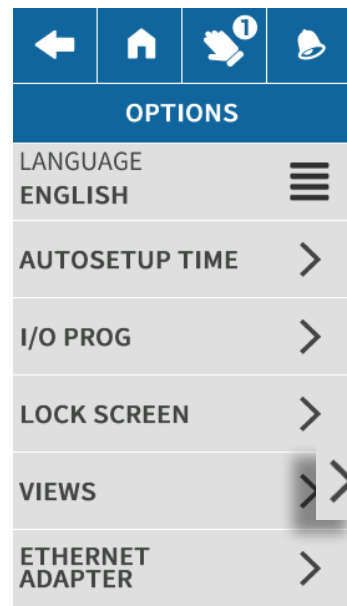 1
OPTIONS
LANGUAGE
ENGLISH
AUTOSETUP TIME
I/O PROG
LOCK SCREEN
VIEWS
ETHERNET
ADAPTER